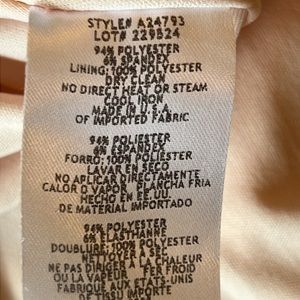 STYLE# A24793
LOT# 229524
94% POLYESTER
6% SPANDEX
LINING: 100% POLYESTER
DRY CLEAN
NO DIRECT HEAT OR STEAM
COOL IRON
MADE IN U.S.A.
OF IMPORTED FABRIC
94% POLIESTER
6% ESPANDEX
FORRO: 100% POLIESTER
LAVAR EN SECO
NO APLICAR DIRECTAMENTE
CALOR O VAPOR PLANCHA FRIA
HECHO EN EE UU
DE MATERIAL IMPORTADO
94% POLYESTER
6% ELASTHANNE
DOUBLURE: 100% POLYESTER
NETTOYER A SEC
NE PAS DIRIGER A LA CHALEUR
OU LA VAPEUR FER FROID
FABRIQUE AUX ETATS-UNIS
DE TISSU IMPORTE